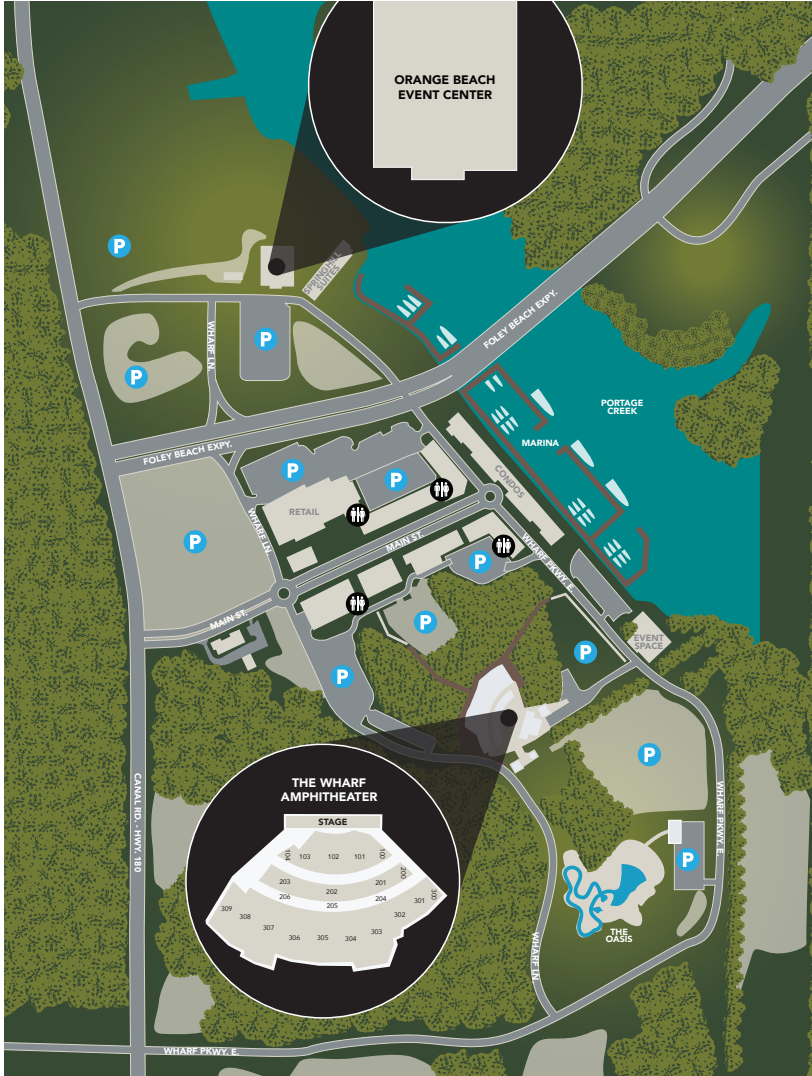 ORANGE BEACH
EVENT CENTER
P
SPRINGHILL
SUITES
WHARF LN.
P
P
FOLEY BEACH EXPY.
PORTAGE
CREEK
MARINA
FOLEY BEACH EXPY.
P
P
CONDOS
RETAIL
WHARF LN.
P
MAIN ST.
P
WHARF PKWY E.
MAIN ST.
P
EVENT
SPACE
P
P
THE WHARF
AMPHITHEATER
STAGE
104
103
102
101
100
203
202
201
200
206
205
204
309
308
307
306
305
304
303
302
301
300
P
CANAL RD. - HWY. 180
WHARF PKWY. E.
P
THE
OASIS
WHARF LN.
WHARF PKWY. E.